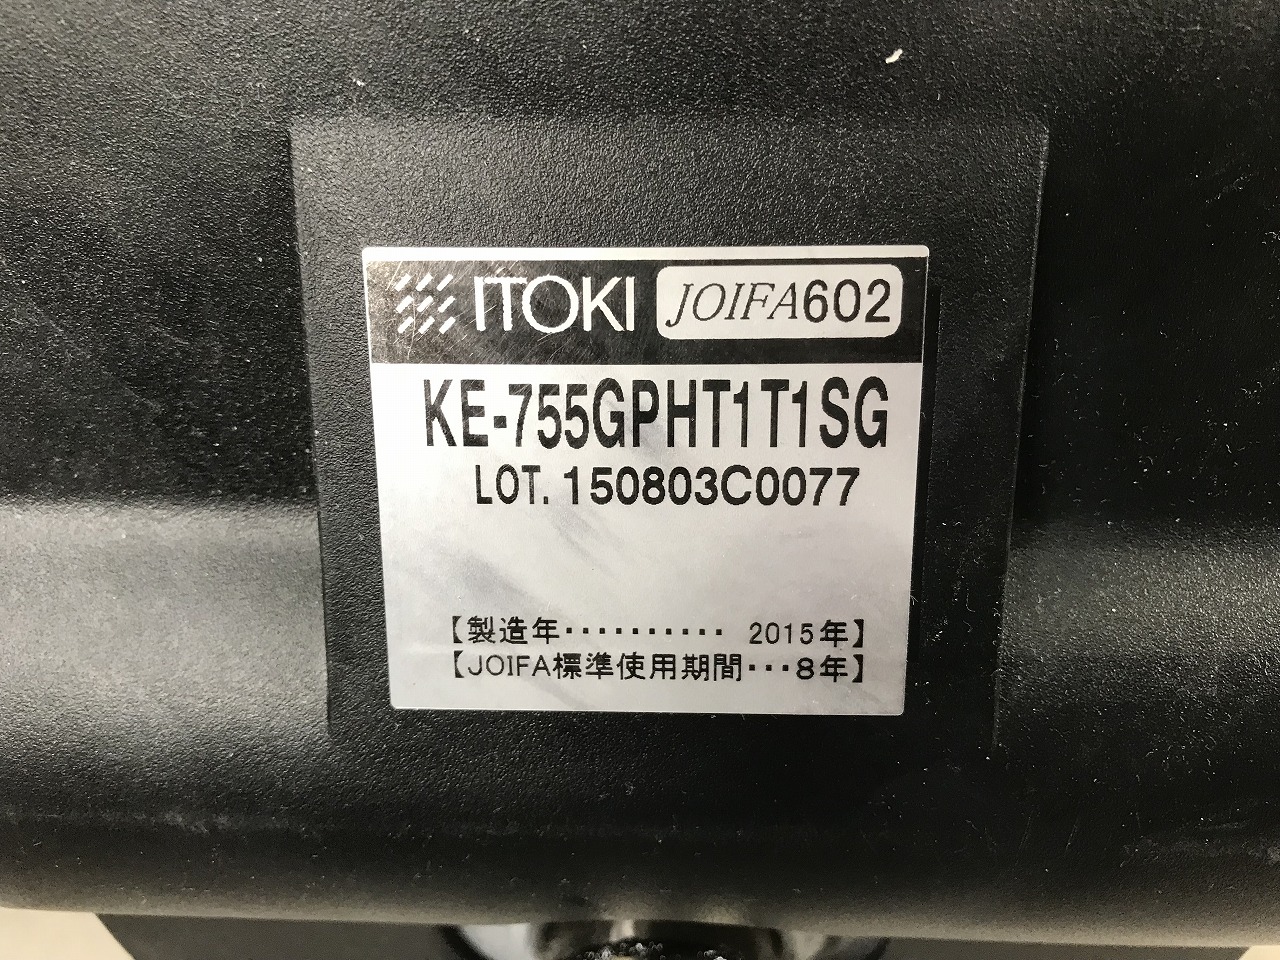 ITOKI JOIFA602
KE-755GPHT1T1SG
LOT. 150803C0077
【製造年・・・・・・・・・・ 2015年】
【JOIFA標準使用期間・・・8年】